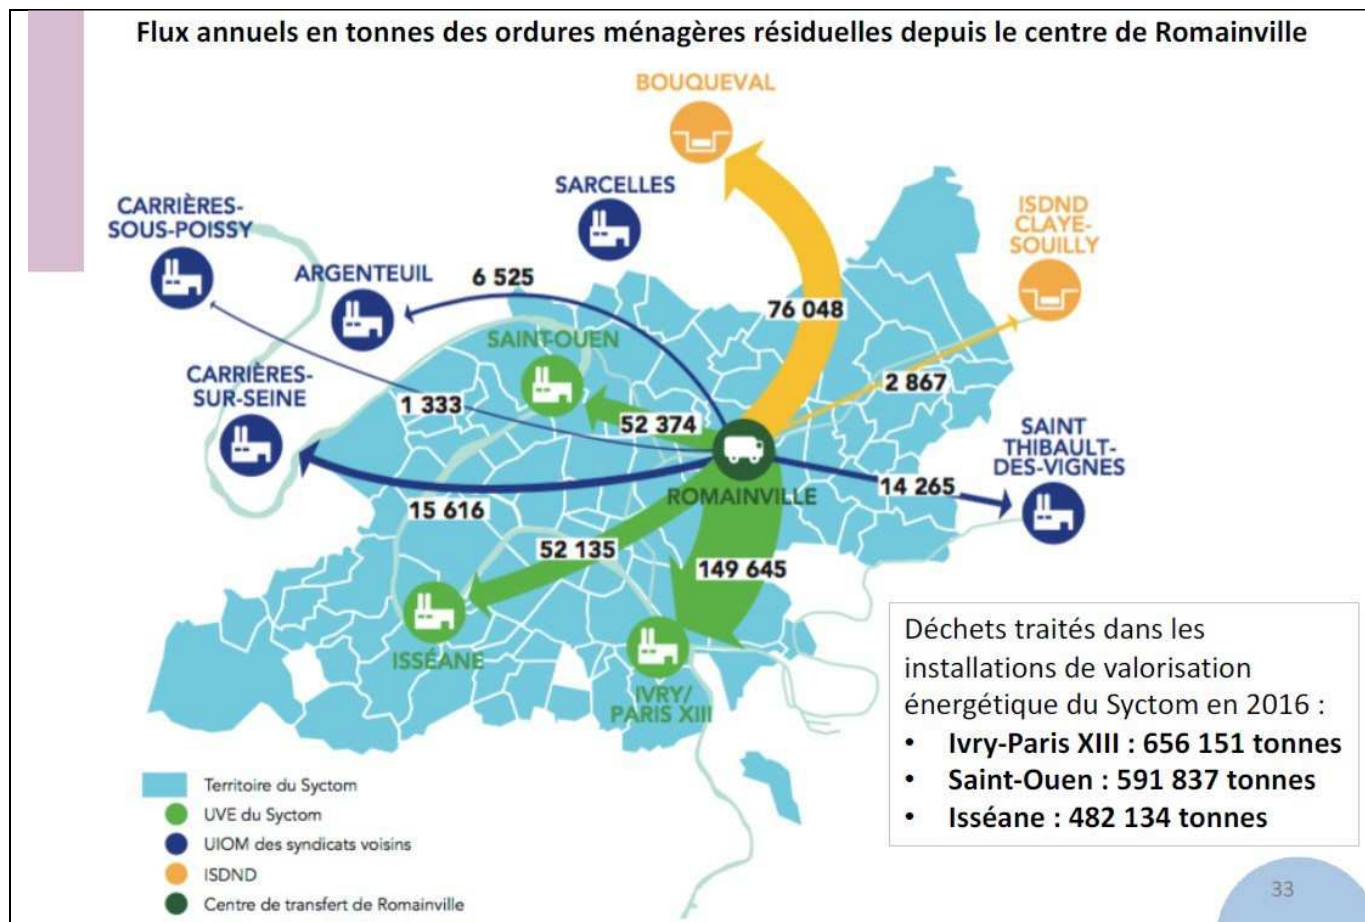 Flux annuels en tonnes des ordures ménagères résiduelles depuis le centre de Romainville
BOUQUEVAL
SARCELLES
CARRIÈRES-
SOUS-POISSY
ISDND
CLAYE-
SOUILLY
ARGENTEUIL
6 525
76 048
SAINT-OUEN
CARRIÈRES-
SUR-SEINE
1 333
2 867
52 374
SAINT
THIBAULT-
DES-VIGNES
ROMAINVILLE
14 265
15 616
52 135
149 645
ISSÉANE
IVRY/
PARIS XIII
Déchets traités dans les
installations de valorisation
énergétique du Syctom en 2016 :
• Ivry-Paris XIII : 656 151 tonnes
• Saint-Ouen : 591 837 tonnes
• Isséane : 482 134 tonnes
Territoire du Syctom
UVE du Syctom
UIOM des syndicats voisins
ISDND
Centre de transfert de Romainville
33